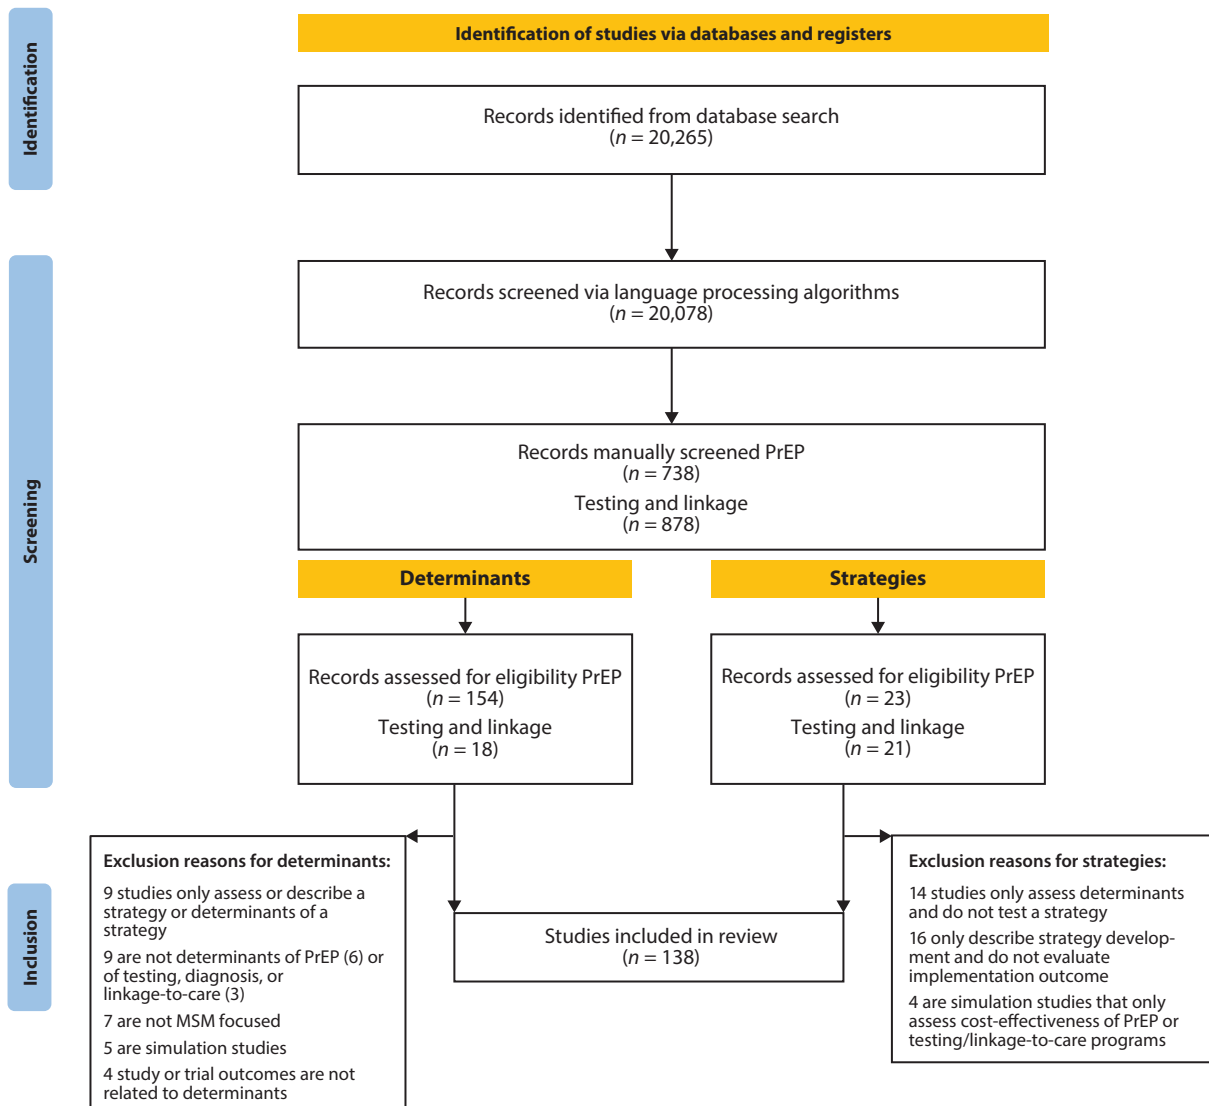 Identification of studies via databases and registers
Identification
Records identified from database search
(n = 20,265)
Screening
Records screened via language processing algorithms
(n = 20,078)
Records manually screened PrEP
(n = 738)
Testing and linkage
(n = 878)
Determinants
Strategies
Records assessed for eligibility PrEP
(n = 154)
Testing and linkage
(n = 18)
Records assessed for eligibility PrEP
(n = 23)
Testing and linkage
(n = 21)
Inclusion
Exclusion reasons for determinants:
9 studies only assess or describe a
strategy or determinants of a
strategy
9 are not determinants of PrEP (6) or
of testing, diagnosis, or
linkage-to-care (3)
7 are not MSM focused
5 are simulation studies
4 study or trial outcomes are not
related to determinants
Studies included in review
(n = 138)
Exclusion reasons for strategies:
14 studies only assess determinants
and do not test a strategy
16 only describe strategy develop-
ment and do not evaluate
implementation outcome
4 are simulation studies that only
assess cost-effectiveness of PrEP or
testing/linkage-to-care programs